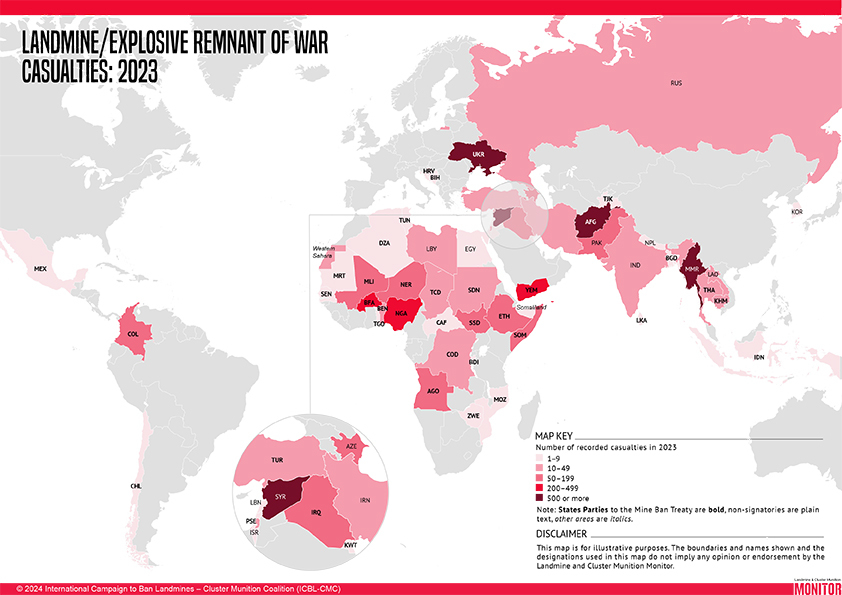 LANDMINE/EXPLOSIVE REMNANT OF WAR
CASUALTIES: 2023
RUS
UKR
HRV
BIH
TJK
KOR
AFG
TUN
PAK
NPL
DZA
LBY
EGY
BGD
Western
Sahara
IND
MMR
LAO
MEX
MRT
MLI
NER
THA
SEN
TCD
SDN
YEM
KHM
BFA
BEN
NGA
Somaliland
COL
TGO
CAF
SSD
ETH
LKA
SOM
COD
BDI
IDN
AGO
MOZ
ZWE
CHL
AZE
TUR
SYR
IRN
LBN
IRQ
PSE
ISR
KWT
MAP KEY
Number of recorded casualties in 2023
1–9
10–49
50–199
200–499
500 or more
Note: States Parties to the Mine Ban Treaty are bold, non-signatories are plain
text, other areas are italics.
DISCLAIMER
This map is for illustrative purposes. The boundaries and names shown and the
designations used in this map do not imply any opinion or endorsement by the
Landmine and Cluster Munition Monitor.
Landmine & Cluster Munition
MONITOR
© 2024 International Campaign to Ban Landmines – Cluster Munition Coalition (ICBL-CMC)